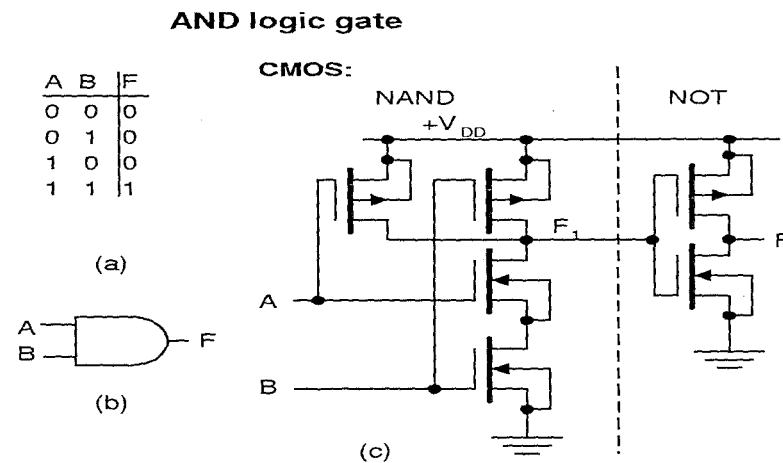 AND logic gate
A B F
0 0 0
0 1 0
1 0 0
1 1 1
(a)
A
B
F
(b)
CMOS:
NAND
NOT
+V DD
F1
F
A
B
(c)